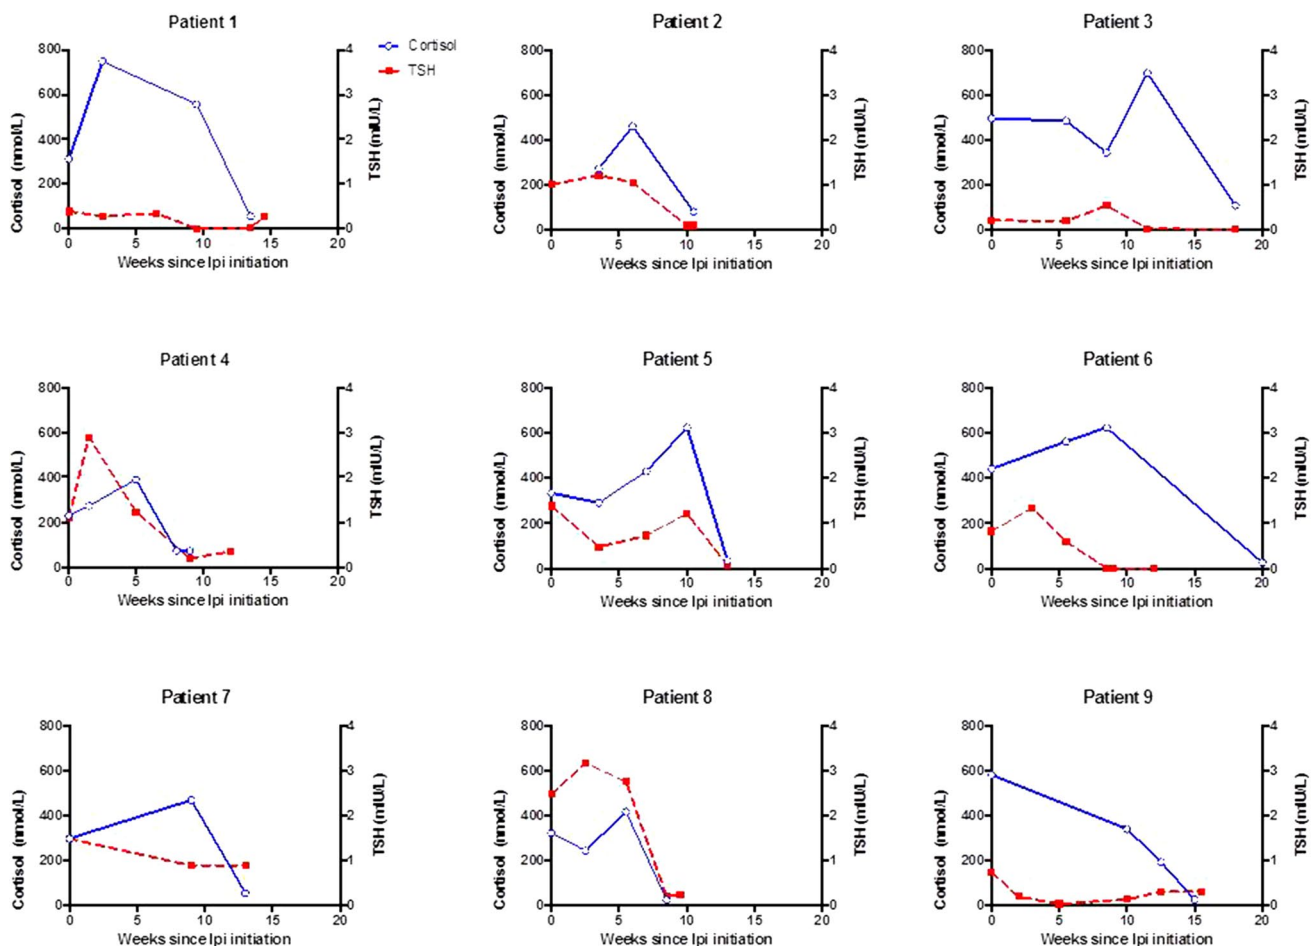 Patient 1
Cortisol
TSH
Cortisol (nmol/L)
800
600
400
200
0
4
3
2
1
0
TSH (mIU/L)
0 5 10 15 20
Weeks since Ipi initiation
Patient 2
Cortisol (nmol/L)
800
600
400
200
0
4
3
2
1
0
TSH (mIU/L)
0 5 10 15 20
Weeks since Ipi initiation
Patient 3
Cortisol (nmol/L)
800
600
400
200
0
4
3
2
1
0
TSH (mIU/L)
0 5 10 15 20
Weeks since Ipi initiation
Patient 4
Cortisol (nmol/L)
800
600
400
200
0
4
3
2
1
0
TSH (mIU/L)
0 5 10 15 20
Weeks since Ipi initiation
Patient 5
Cortisol (nmol/L)
800
600
400
200
0
4
3
2
1
0
TSH (mIU/L)
0 5 10 15 20
Weeks since Ipi initiation
Patient 6
Cortisol (nmol/L)
800
600
400
200
0
4
3
2
1
0
TSH (mIU/L)
0 5 10 15 20
Weeks since Ipi initiation
Patient 7
Cortisol (nmol/L)
800
600
400
200
0
4
3
2
1
0
TSH (mIU/L)
0 5 10 15 20
Weeks since Ipi initiation
Patient 8
Cortisol (nmol/L)
800
600
400
200
0
4
3
2
1
0
TSH (mIU/L)
0 5 10 15 20
Weeks since Ipi initiation
Patient 9
Cortisol (nmol/L)
800
600
400
200
0
4
3
2
1
0
TSH (mIU/L)
0 5 10 15 20
Weeks since Ipi initiation